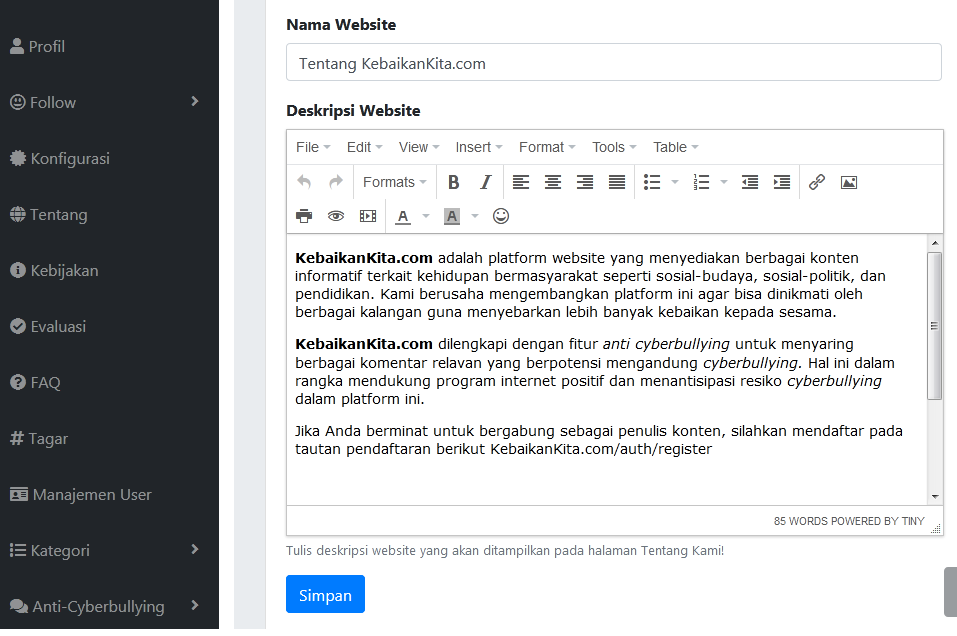 Profil
Follow
Konfigurasi
Tentang
Kebijakan
Evaluasi
FAQ
Tagar
Manajemen User
Kategori
Anti-Cyberbullying
Nama Website
Tentang KebaikanKita.com
Deskripsi Website
File Edit View Insert Format Tools Table
Formats B I
A A
KebaikanKita.com adalah platform website yang menyediakan berbagai konten
informatif terkait kehidupan bermasyarakat seperti sosial-budaya, sosial-politik, dan
pendidikan. Kami berusaha mengembangkan platform ini agar bisa dinikmati oleh
berbagai kalangan guna menyebarkan lebih banyak kebaikan kepada sesama.
KebaikanKita.com dilengkapi dengan fitur anti cyberbullying untuk menyaring
berbagai komentar relavan yang berpotensi mengandung cyberbullying. Hal ini dalam
rangka mendukung program internet positif dan menantisipasi resiko cyberbullying
dalam platform ini.
Jika Anda berminat untuk bergabung sebagai penulis konten, silahkan mendaftar pada
tautan pendaftaran berikut KebaikanKita.com/auth/register
85 WORDS POWERED BY TINY
Tulis deskripsi website yang akan ditampilkan pada halaman Tentang Kami!
Simpan